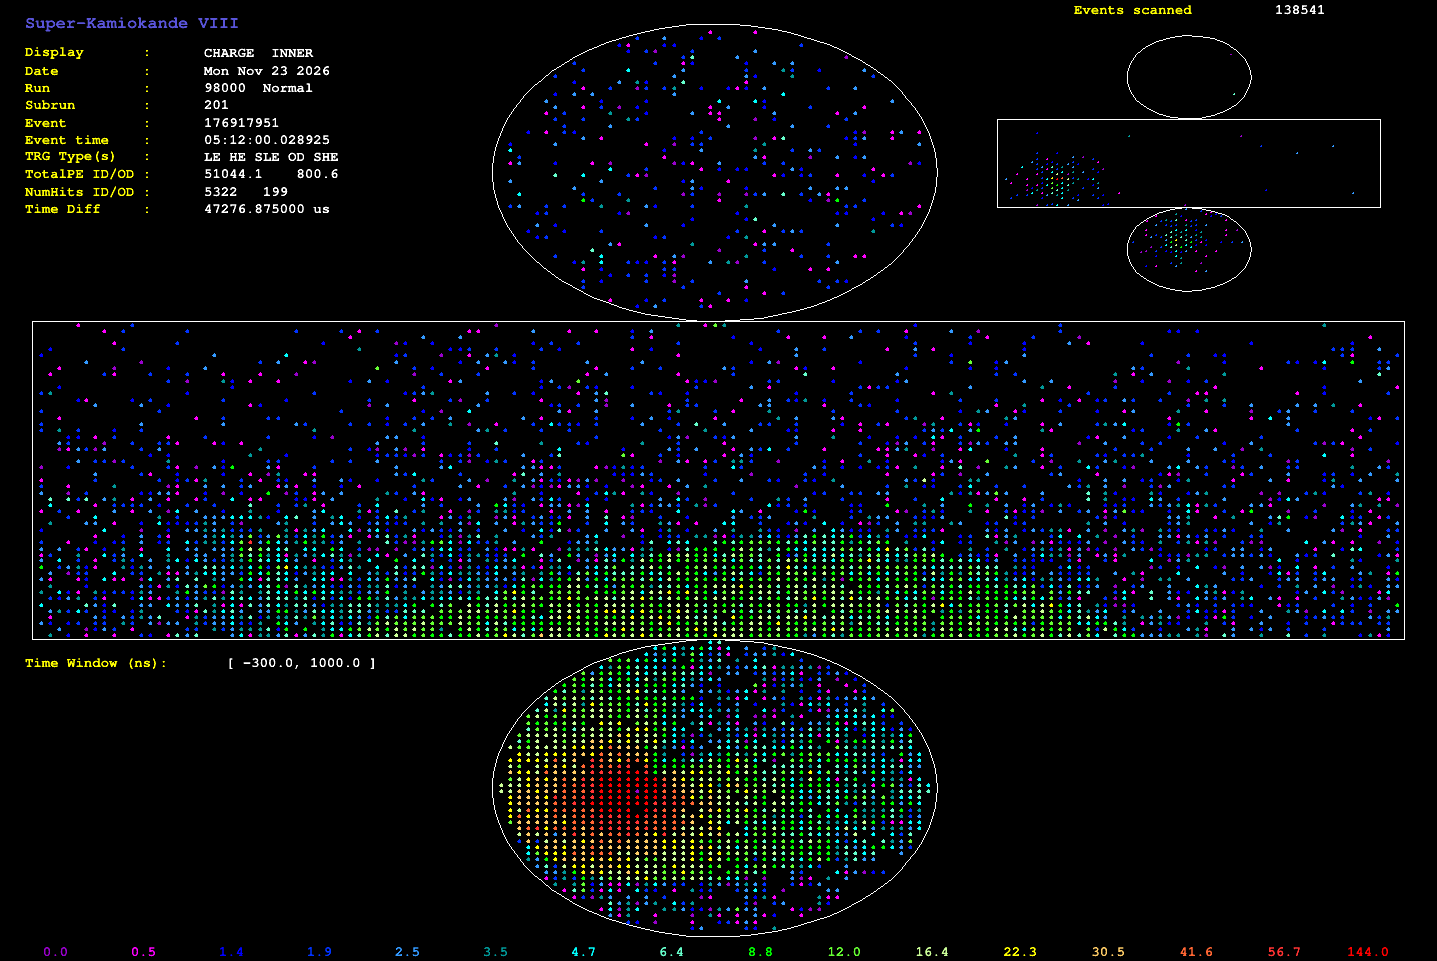 Super-Kamiokande VIII
Events scanned 138541
Display : CHARGE INNER
Date : Mon Nov 23 2026
Run : 98000 Normal
Subrun : 201
Event : 176917951
Event time : 05:12:00.028925
TRG Type(s) : LE HE SLE OD SHE
TotalPE ID/OD : 51044.1 800.6
NumHits ID/OD : 5322 199
Time Diff : 47276.875000 us
Time Window (ns): [ -300.0, 1000.0 ]
0.0 0.5 1.4 1.9 2.5 3.5 4.7 6.4 8.8 12.0 16.4 22.3 30.5 41.6 56.7 144.0